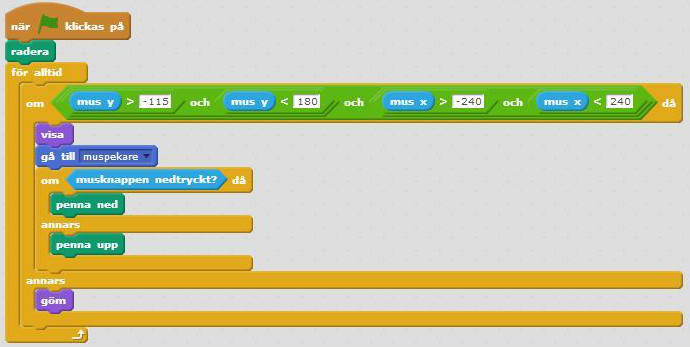 när klickas på
radera
för alltid
om mus y > -115 och mus y < 180 och mus x > -240 och mus x < 240 då
visa
gå till muspekare
om musknappen nedtryckt? då
penna ned
annars
penna upp
annars
göm